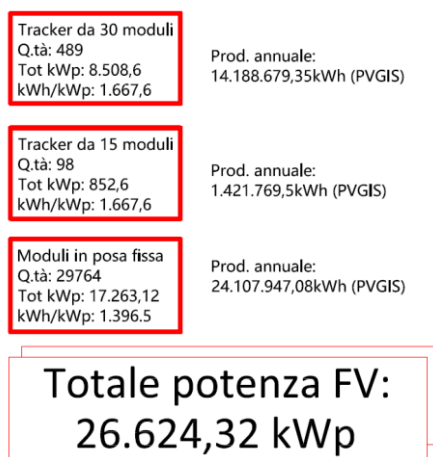 Tracker da 30 moduli
Q.tà: 489
Tot kWp: 8.508,6
kWh/kWp: 1.667,6
Prod. annuale:
14.188.679,35kWh (PVGIS)
Tracker da 15 moduli
Q.tà: 98
Tot kWp: 852,6
kWh/kWp: 1.667,6
Prod. annuale:
1.421.769,5kWh (PVGIS)
Moduli in posa fissa
Q.tà: 29764
Tot kWp: 17.263,12
kWh/kWp: 1.396.5
Prod. annuale:
24.107.947,08kWh (PVGIS)
Totale potenza FV:
26.624,32 kWp